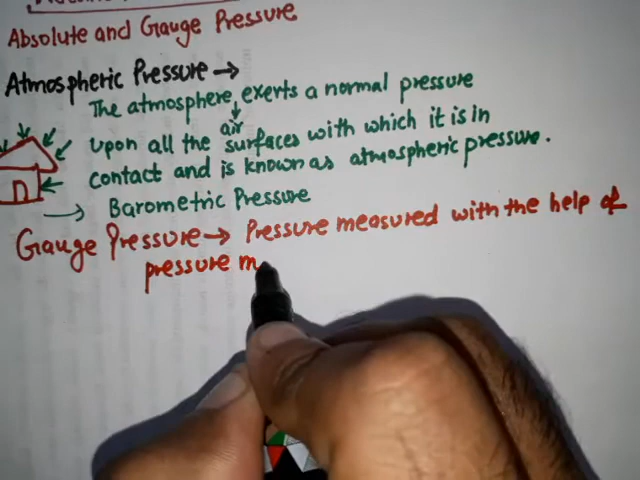 Absolute and Gauge Pressure
Atmospheric Pressure →
The atmosphere exerts a normal pressure
air
upon all the surfaces with which it is in
contact and is known as atmospheric pressure.
→ Barometric Pressure
Gauge Pressure → Pressure measured with the help of
pressure m